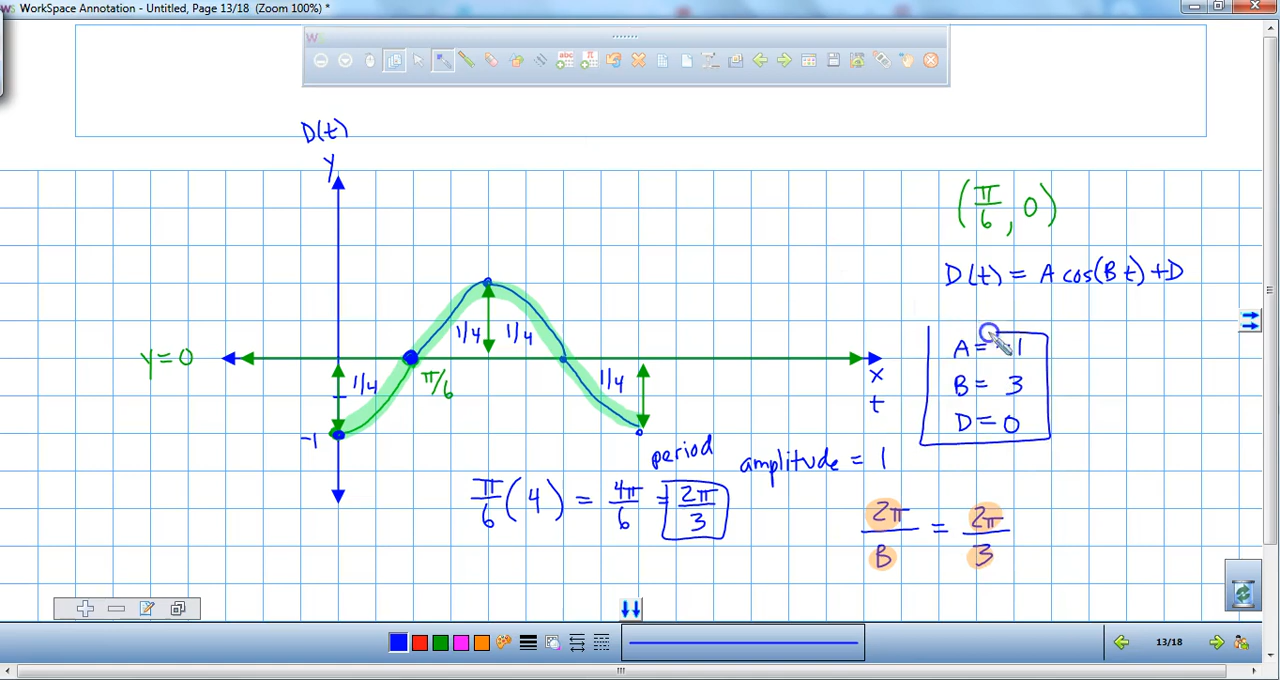 WorkSpace Annotation - Untitled, Page 13/18 (Zoom 100%) *
D(t)
y
(π/6, 0)
D(t) = A cos(Bt) + D
1/4 1/4
y = 0
1/4
π/6
1/4
x
t
A = -1
B = 3
D = 0
-1
period
amplitude = 1
π/6 (4) = 4π/6 = 2π/3
2π/B = 2π/3
13/18